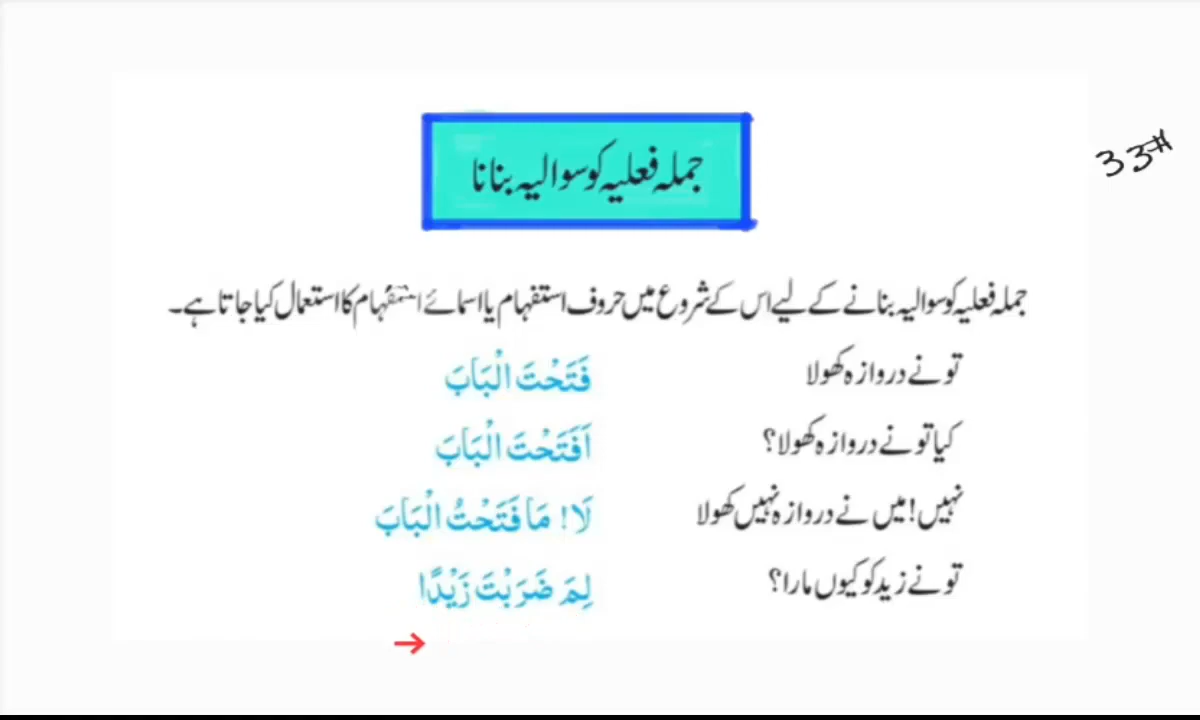 جملہ فعلیہ کو سوالیہ بنانا
33#
جملہ فعلیہ کو سوالیہ بنانے کے لیے اس کے شروع میں حروف استفہام یا اسمائے استفہام کا استعمال کیا جاتا ہے۔
تو نے دروازہ کھولا فَتَحْتَ الْبَابَ
کیا تو نے دروازہ کھولا؟ اَفَتَحْتَ الْبَابَ
نہیں! میں نے دروازہ نہیں کھولا لَا! مَا فَتَحْتُ الْبَابَ
تو نے زید کو کیوں مارا؟ لِمَ ضَرَبْتَ زَيْدًا